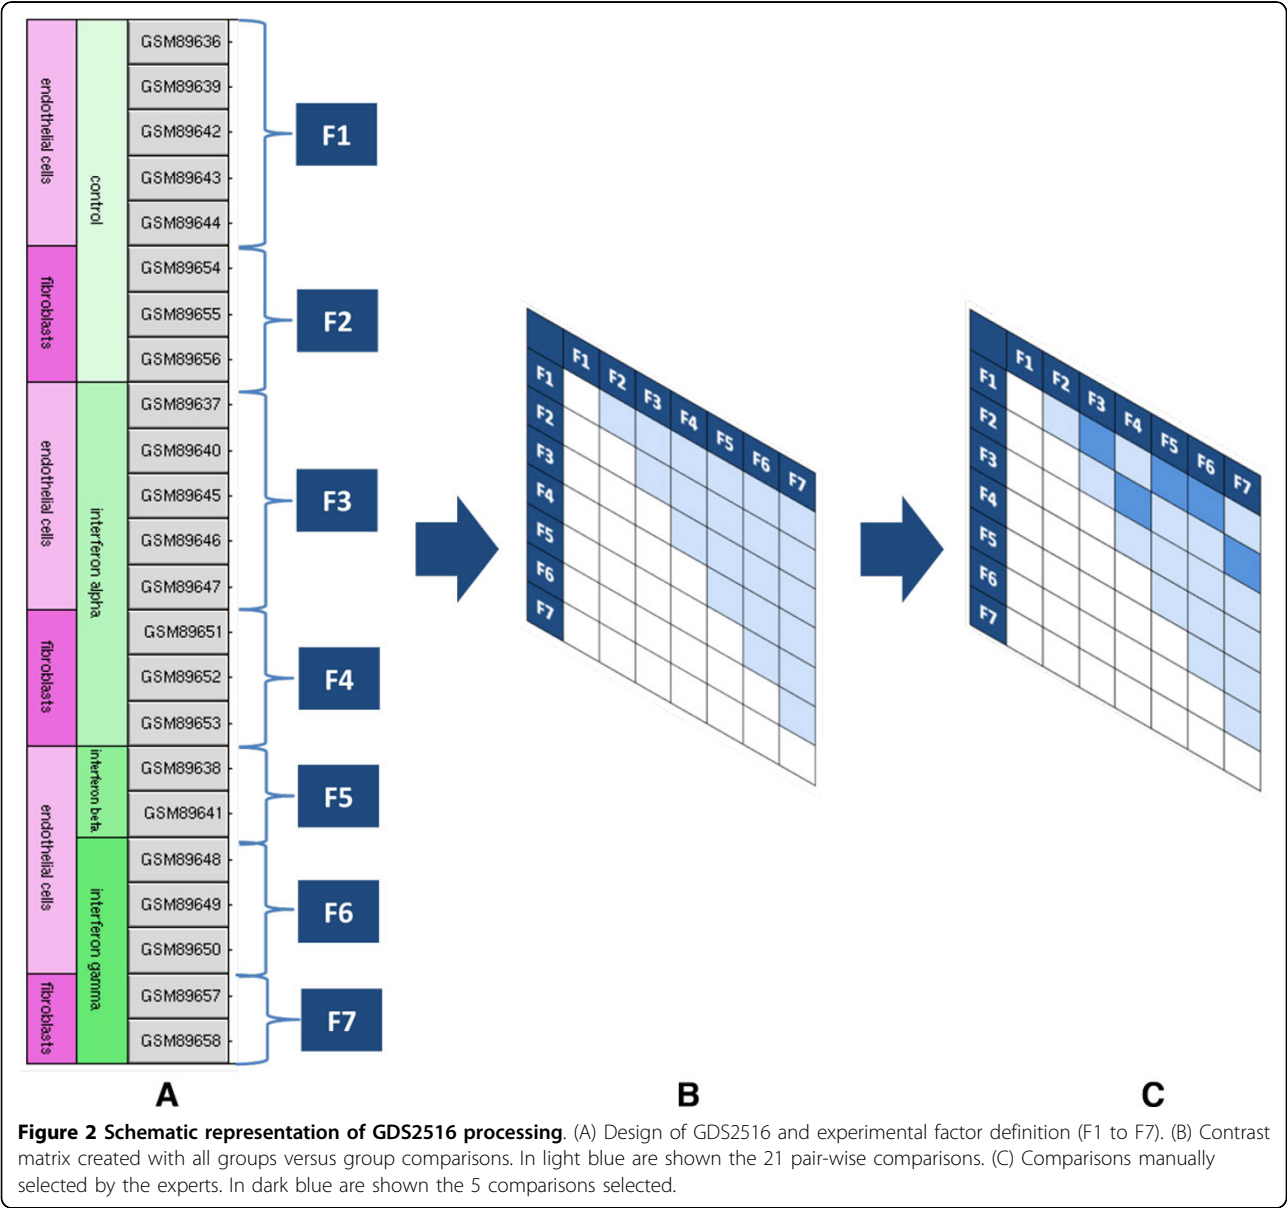 endothelial cells
fibroblasts
endothelial cells
fibroblasts
endothelial cells
fibroblasts
control
interferon alpha
interferon beta
interferon gamma
GSM89636
GSM89639
GSM89642
GSM89643
GSM89644
GSM89654
GSM89655
GSM89656
GSM89637
GSM89640
GSM89645
GSM89646
GSM89647
GSM89651
GSM89652
GSM89653
GSM89638
GSM89641
GSM89648
GSM89649
GSM89650
GSM89657
GSM89658
F1
F2
F3
F4
F5
F6
F7
F1 F2 F3 F4 F5 F6 F7
F1
F2
F3
F4
F5
F6
F7
F1 F2 F3 F4 F5 F6 F7
F1
F2
F3
F4
F5
F6
F7
A B C
Figure 2 Schematic representation of GDS2516 processing. (A) Design of GDS2516 and experimental factor definition (F1 to F7). (B) Contrast
matrix created with all groups versus group comparisons. In light blue are shown the 21 pair-wise comparisons. (C) Comparisons manually
selected by the experts. In dark blue are shown the 5 comparisons selected.